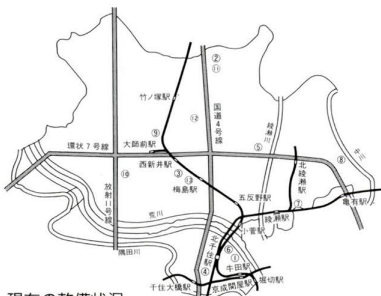 ②
⑪
竹ノ塚駅
国道4号線
綾瀬川
中川
⑫
⑨
大師前駅
環状7号線
⑤
西新井駅
⑧
北綾瀬駅
放射11号線
⑩
③
⑬
梅島駅
⑦
亀有駅
五反野駅
綾瀬駅
荒川
小菅駅
北千住駅
⑥
①
隅田川
④
牛田駅
千住大橋駅
京成関屋駅
堀切駅
現在の整備状況